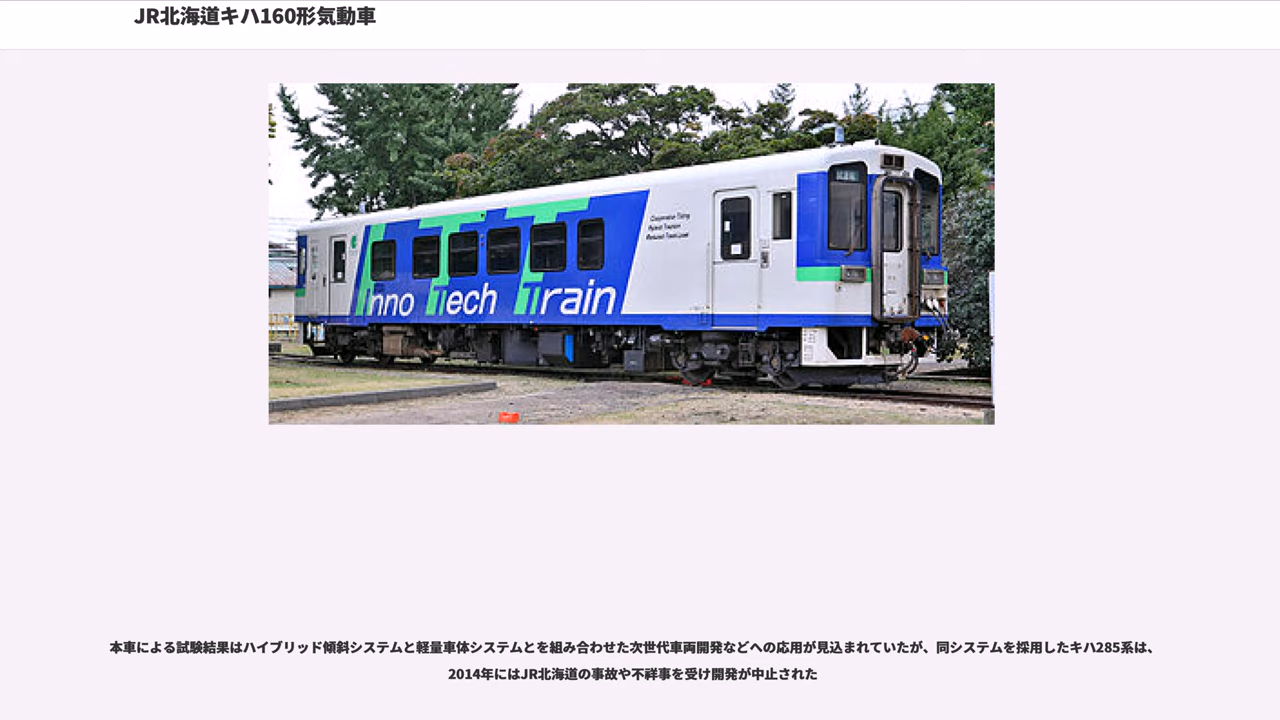 JR北海道キハ160形気動車
Inno Tech Train
本車による試験結果はハイブリッド傾斜システムと軽量車体システムとを組み合わせた次世代車両開発などへの応用が見込まれていたが、同システムを採用したキハ285系は、
2014年にはJR北海道の事故や不祥事を受け開発が中止された